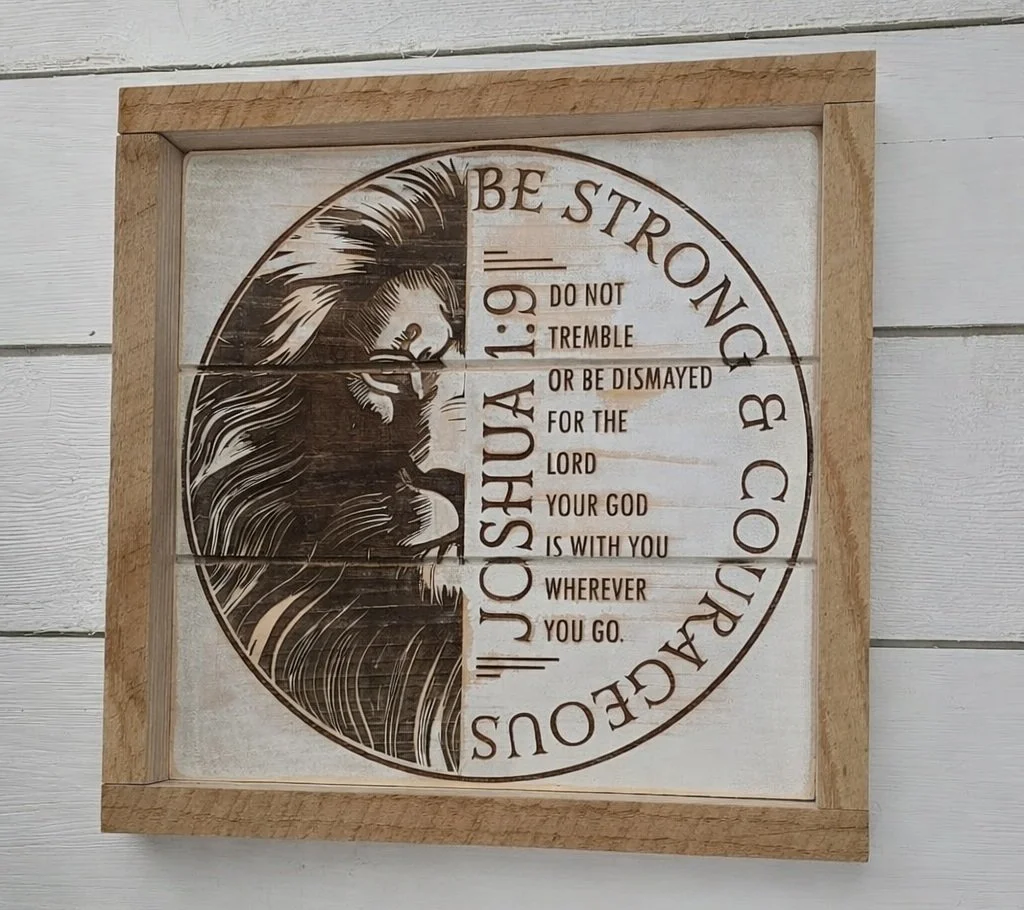 BE STRONG & COURAGEOUS
JOSHUA 1:9
DO NOT
TREMBLE
OR BE DISMAYED
FOR THE
LORD
YOUR GOD
IS WITH YOU
WHEREVER
YOU GO.